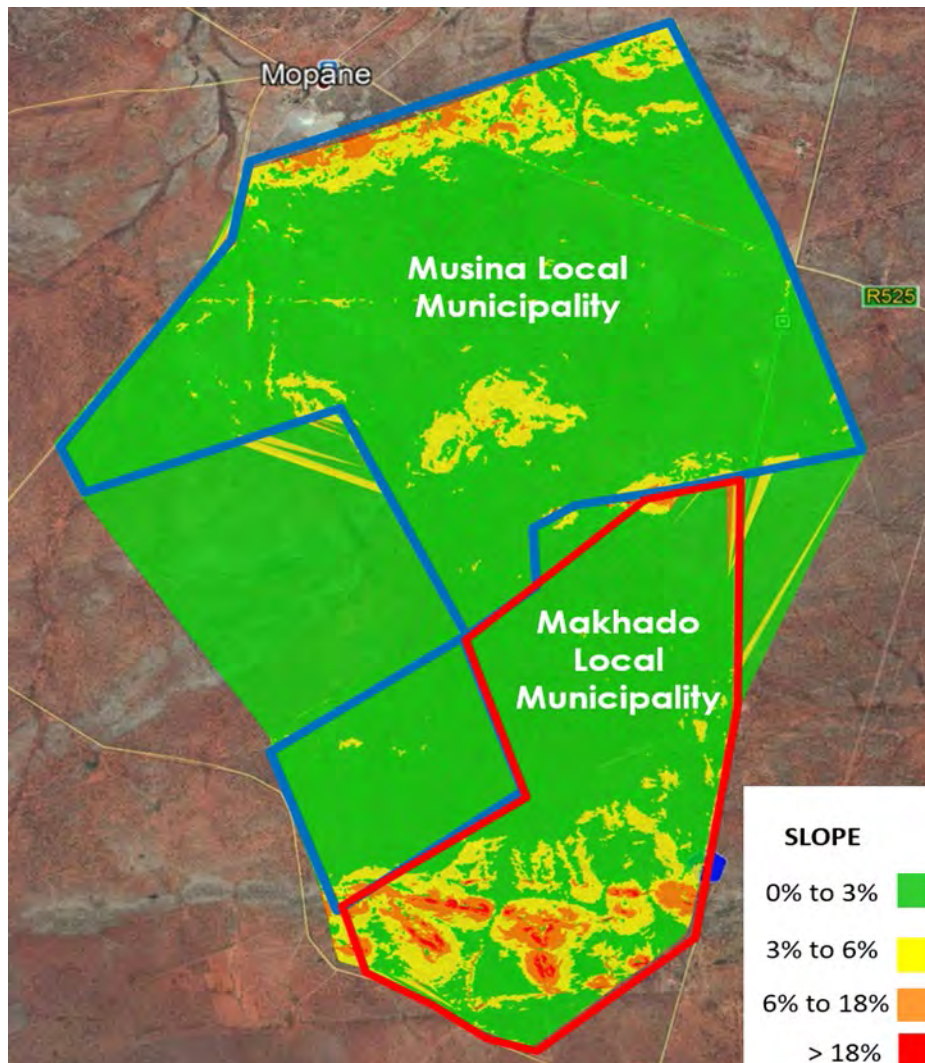 Mopane
Musina Local
Municipality
R525
Makhado
Local
Municipality
SLOPE
0% to 3%
3% to 6%
6% to 18%
> 18%